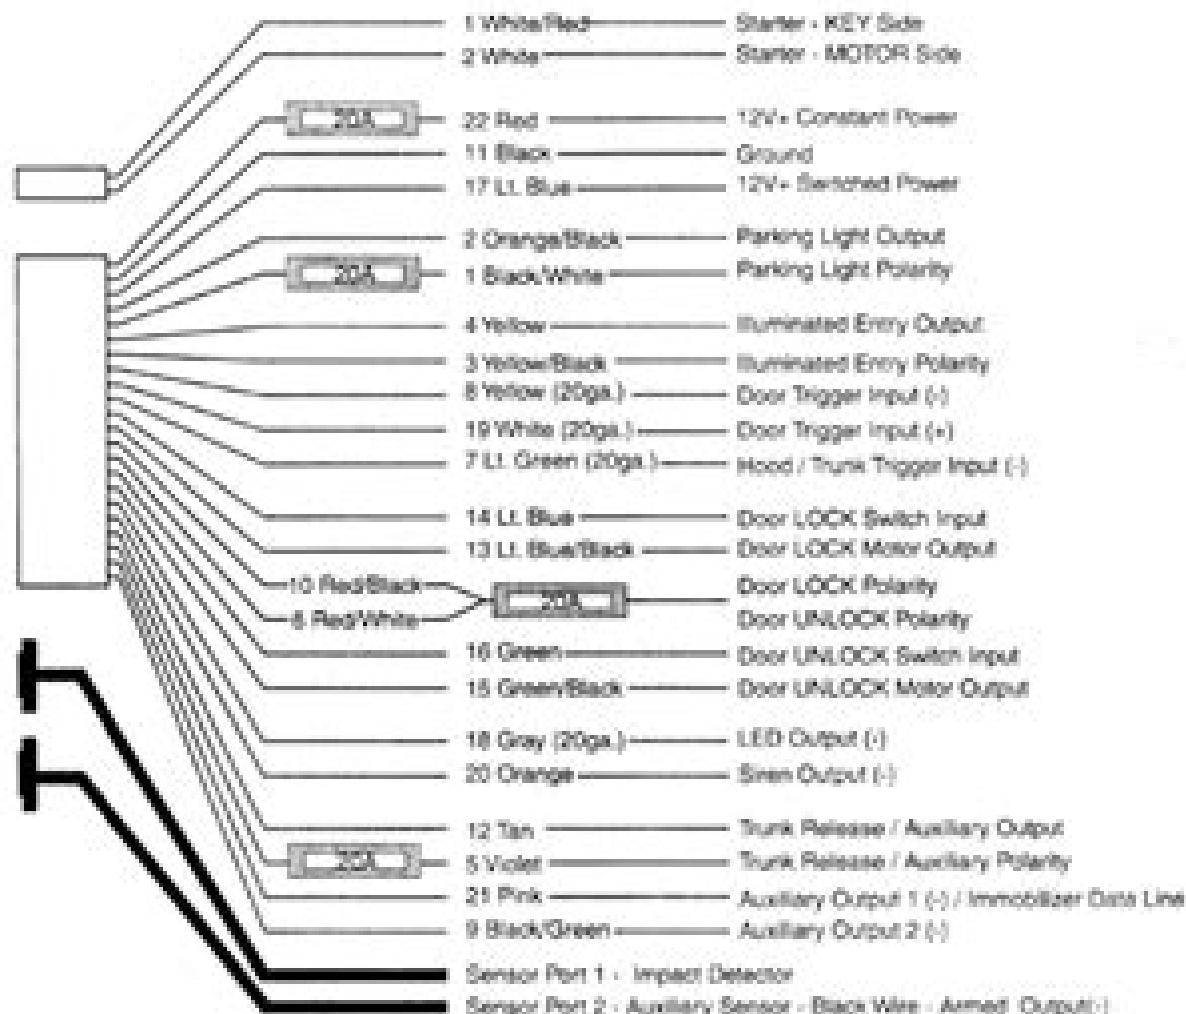 1 White/Red Starter - KEY Side
2 White Starter - MOTOR Side
20A 22 Red 12V+ Constant Power
11 Black Ground
17 Lt. Blue 12V+ Switched Power
2 Orange/Black Parking Light Output
20A 1 Black/White Parking Light Polarity
4 Yellow Illuminated Entry Output
3 Yellow/Black Illuminated Entry Polarity
8 Yellow (20ga.) Door Trigger Input (-)
19 White (20ga.) Door Trigger Input (+)
7 Lt. Green (20ga.) Hood / Trunk Trigger Input (-)
14 Lt. Blue Door LOCK Switch Input
13 Lt. Blue/Black Door LOCK Motor Output
10 Red/Black Door LOCK Polarity
20A
6 Red/White Door UNLOCK Polarity
16 Green Door UNLOCK Switch Input
15 Green/Black Door UNLOCK Motor Output
18 Gray (20ga.) LED Output (-)
20 Orange Siren Output (-)
12 Tan Trunk Release / Auxiliary Output
20A 5 Violet Trunk Release / Auxiliary Polarity
21 Pink Auxiliary Output 1 (-) / Immobilizer Data Line
9 Black/Green Auxiliary Output 2 (-)
Sensor Port 1 - Impact Detector
Sensor Port 2 - Auxiliary Sensor - Black Wire - Armed Output(-)